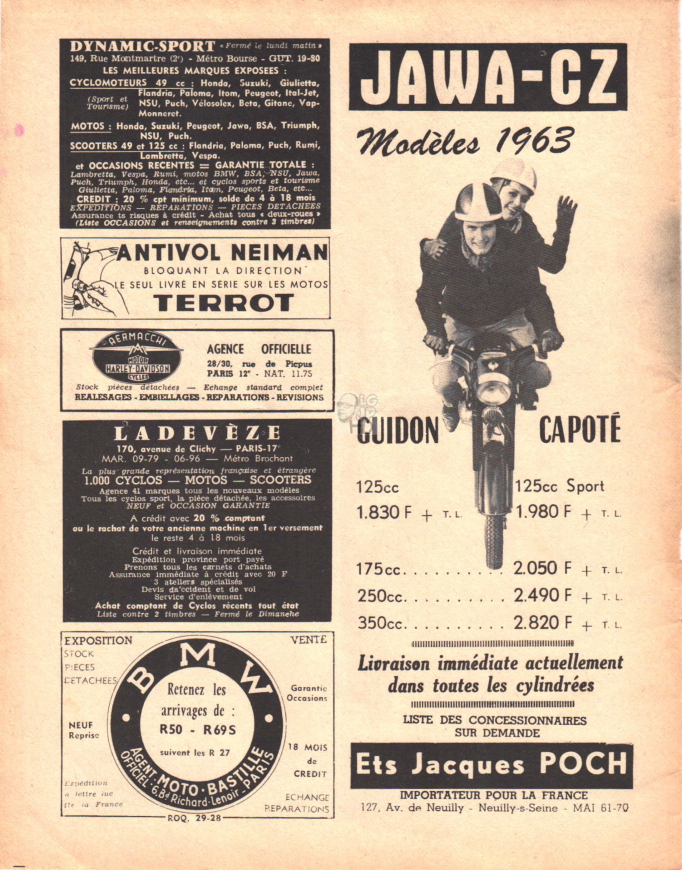 DYNAMIC-SPORT « Fermé le lundi matin »
149, Rue Montmartre (2e) - Métro Bourse - GUT. 19-80
LES MEILLEURES MARQUES EXPOSEES :
CYCLOMOTEURS 49 cc : Honda, Suzuki, Giulietta,
(Sport et Tourisme) Flandria, Paloma, Itom, Peugeot, Ital-Jet,
NSU, Puch, Vélosolex, Beta, Gitane, Vap-
Monneret.
MOTOS : Honda, Suzuki, Peugeot, Jawa, BSA, Triumph,
NSU, Puch.
SCOOTERS 49 et 125 cc : Flandria, Paloma, Puch, Rumi,
Lambretta, Vespa.
et OCCASIONS RECENTES = GARANTIE TOTALE :
Lambretta, Vespa, Rumi, motos BMW, BSA, NSU, Jawa,
Puch, Triumph, Honda, etc... et cyclos sports et tourisme
Giulietta, Paloma, Flandria, Itom, Peugeot, Beta, etc...
CREDIT : 20 % cpt minimum, solde de 4 à 18 mois
EXPEDITIONS — REPARATIONS — PIECES DETACHEES
Assurance ts risques à crédit - Achat tous « deux-roues »
(Liste OCCASIONS et renseignements contre 3 timbres)
ANTIVOL NEIMAN
BLOQUANT LA DIRECTION
LE SEUL LIVRÉ EN SÉRIE SUR LES MOTOS
TERROT
AERMACCHI
MOTOR
HARLEY-DAVIDSON
CYCLES
AGENCE OFFICIELLE
28/30, rue de Picpus
PARIS 12e - NAT. 11.75
Stock pièces détachées — Echange standard complet
REALESAGES - EMBIELLAGES - REPARATIONS - REVISIONS
LADEVÈZE
170, avenue de Clichy — PARIS-17e
MAR. 09-79 - 06-96 — Métro Brochant
La plus grande représentation française et étrangère
1.000 CYCLOS — MOTOS — SCOOTERS
Agence 41 marques tous les nouveaux modèles
Tous les cyclos sport, la pièce détachée, les accessoires
NEUF et OCCASION GARANTIE
A crédit avec 20 % comptant
ou le rachat de votre ancienne machine en 1er versement
le reste 4 à 18 mois
Crédit et livraison immédiate
Expédition province port payé
Prenons tous les carnets d'achats
Assurance immédiate à crédit avec 20 F
3 ateliers spécialisés
Devis d'accident et de vol
Service d'enlèvement
Achat comptant de Cyclos récents tout état
Liste contre 2 timbres — Fermé le Dimanche
EXPOSITION
STOCK
PIECES
DETACHEES
VENTE
BMW
Retenez les
arrivages de :
R50 - R69S
suivent les R 27
Garantie
Occasions
NEUF
Reprise
18 MOIS
de
CREDIT
AGENT OFFICIEL
MOTO • BASTILLE
6, Bd Richard-Lenoir - PARIS
Expédition
a lettre lue
tte la France
ECHANGE
REPARATIONS
ROQ. 29-28
JAWA-CZ
Modèles 1963
GUIDON CAPOTÉ
125cc 125cc Sport
1.830 F + T. L. 1.980 F + T. L.
175cc.......... 2.050 F + T. L.
250cc.......... 2.490 F + T. L.
350cc.......... 2.820 F + T. L.
Livraison immédiate actuellement
dans toutes les cylindrées
LISTE DES CONCESSIONNAIRES
SUR DEMANDE
Ets Jacques POCH
IMPORTATEUR POUR LA FRANCE
127, Av. de Neuilly - Neuilly-s-Seine - MAI 61-70